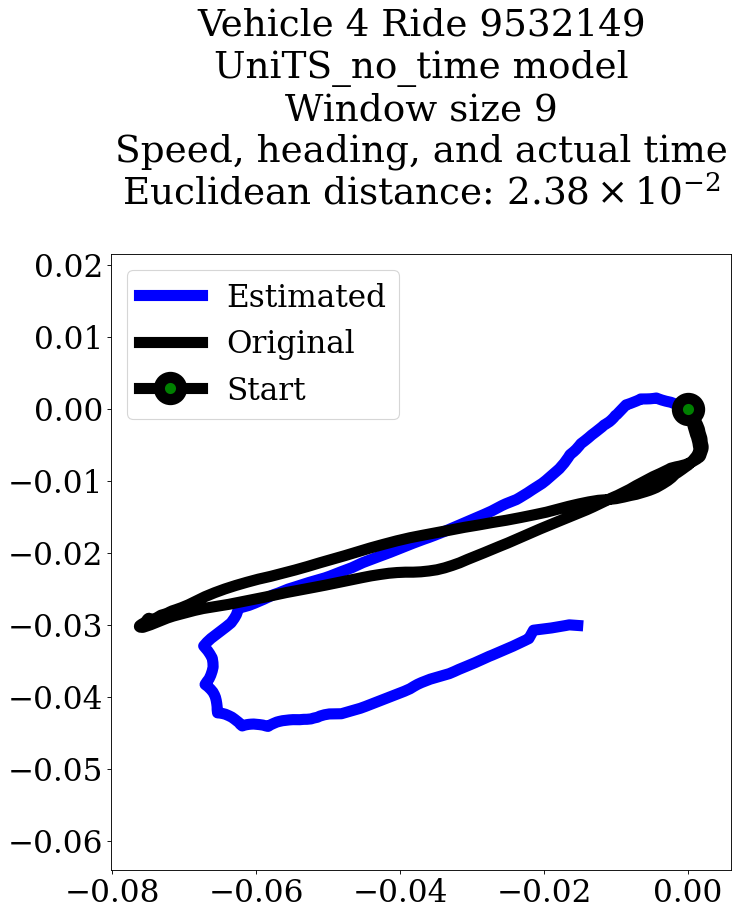 Vehicle 4 Ride 9532149
UniTS_no_time model
Window size 9
Speed, heading, and actual time
Euclidean distance: 2.38 × 10⁻²
0.02
0.01
0.00
−0.01
−0.02
−0.03
−0.04
−0.05
−0.06
Estimated
Original
Start
−0.08 −0.06 −0.04 −0.02 0.00